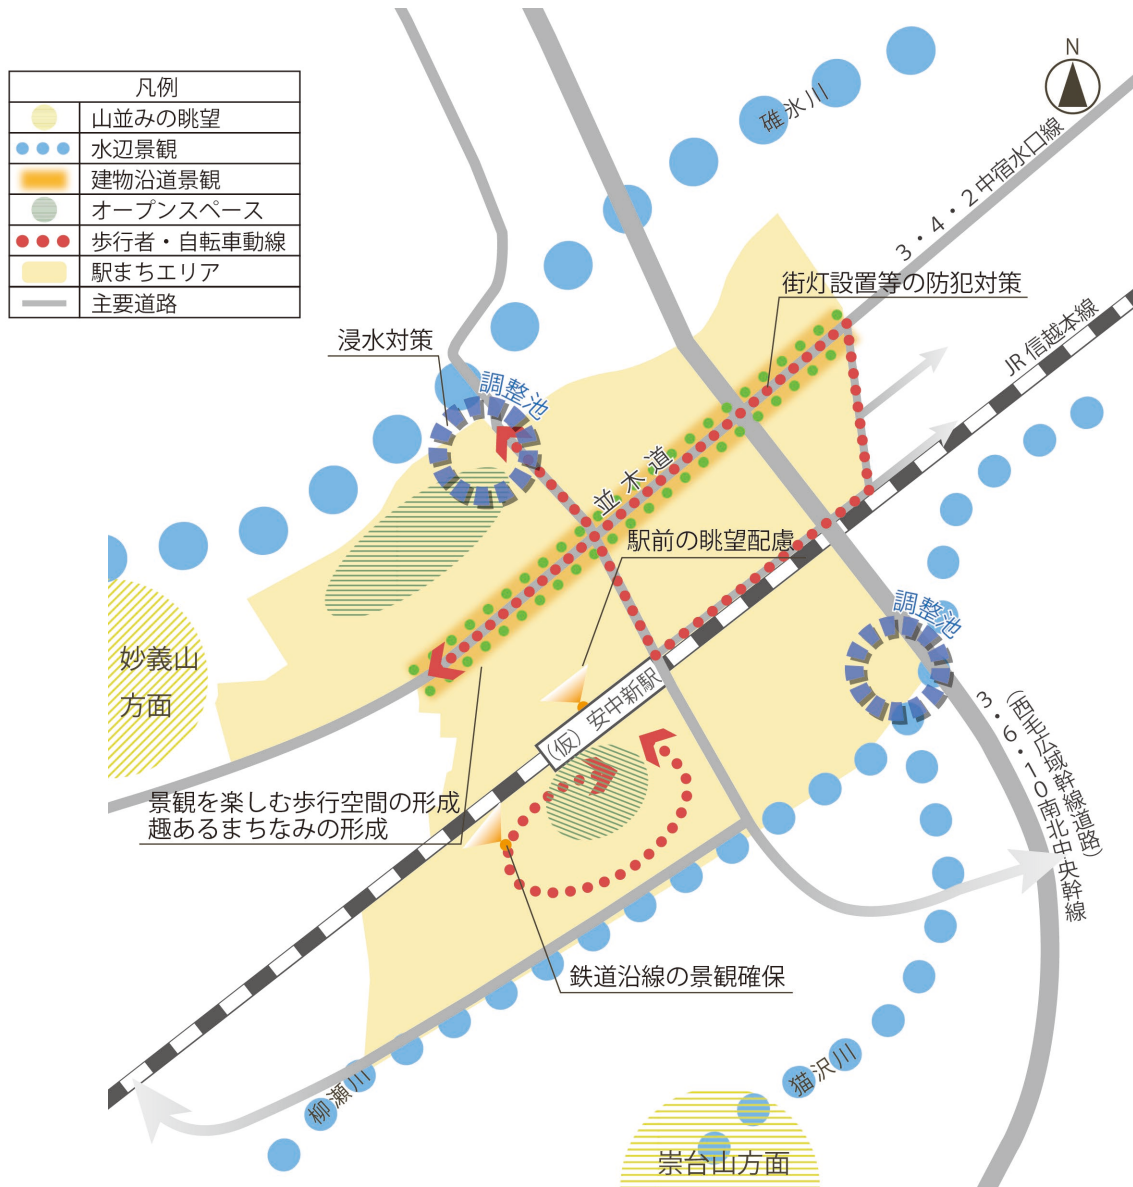 凡例
山並みの眺望
水辺景観
建物沿道景観
オープンスペース
歩行者・自転車動線
駅まちエリア
主要道路
N
碓氷川
3・4・2中宿水口線
街灯設置等の防犯対策
JR信越本線
浸水対策
調整池
並木道
駅前の眺望配慮
調整池
妙義山
方面
(仮)安中新駅
3・6・10南北中央幹線
(西毛広域幹線道路)
景観を楽しむ歩行空間の形成
趣あるまちなみの形成
鉄道沿線の景観確保
柳瀬川
猫沢川
崇台山方面